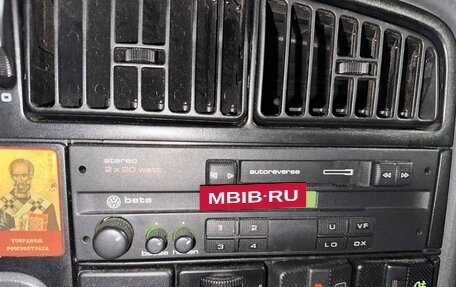 stereo
2 x 20 watt
autoreverse
MBIB·RU
beta
1 2
U VF
3 4
LO DX